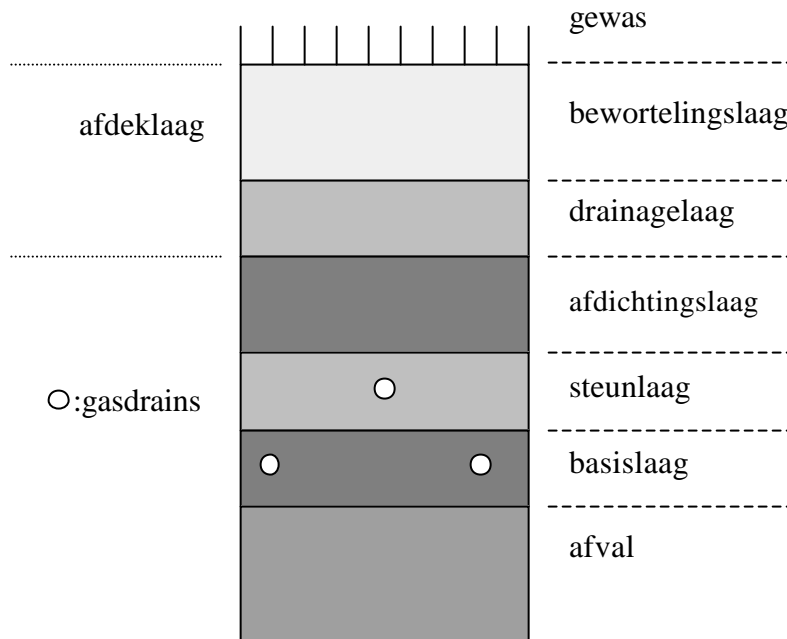 gewas
afdeklaag
bewortelingslaag
drainagelaag
afdichtingslaag
:gasdrains
steunlaag
basislaag
afval